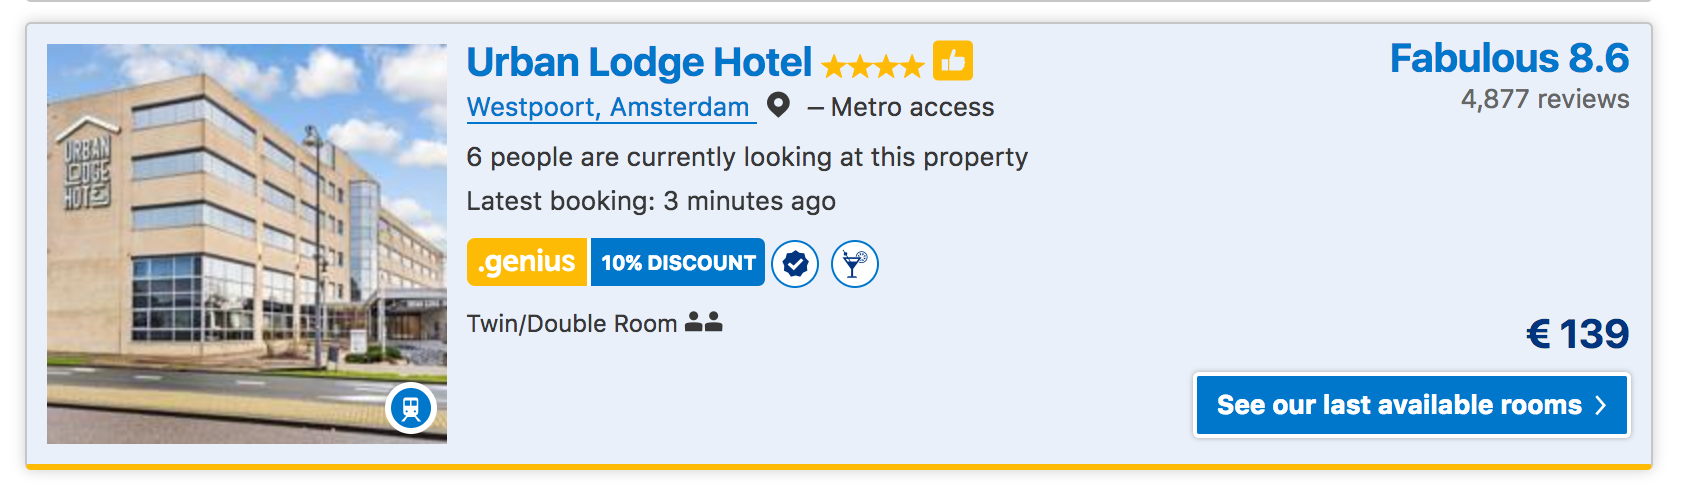 Urban Lodge Hotel
Fabulous 8.6
Westpoort, Amsterdam – Metro access
4,877 reviews
6 people are currently looking at this property
Latest booking: 3 minutes ago
.genius 10% DISCOUNT
Twin/Double Room
€ 139
See our last available rooms
URBAN
LODGE
HOTEL